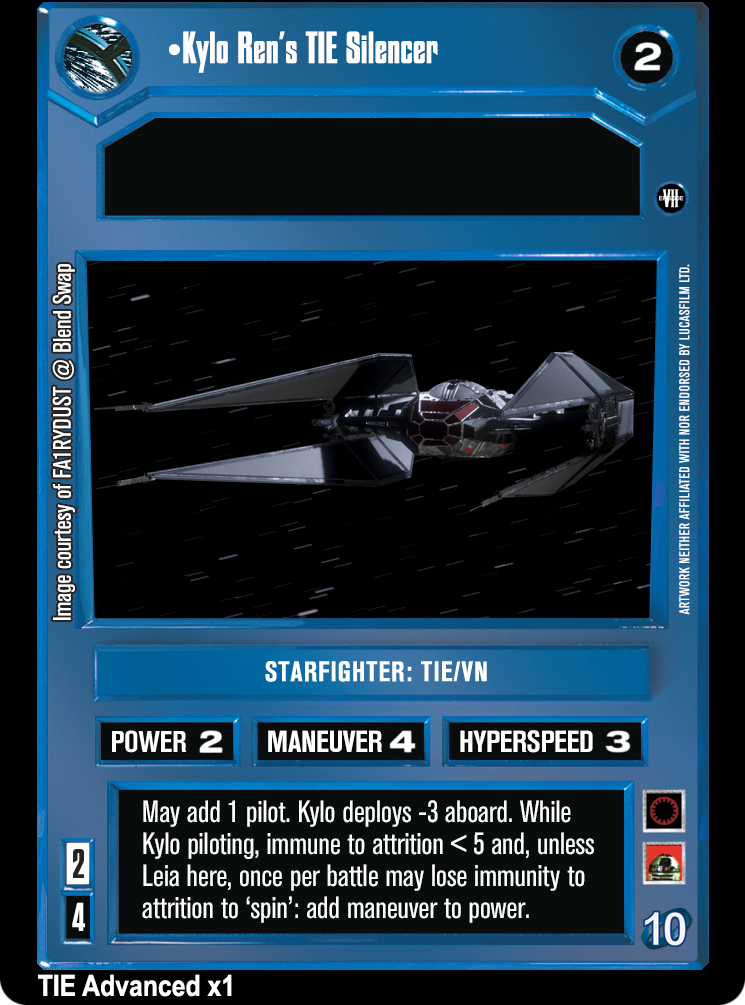 •Kylo Ren's TIE Silencer
2
EPISODE
VII
Image courtesy of FA1RYDUST @ Blend Swap
ARTWORK NEITHER AFFILIATED WITH NOR ENDORSED BY LUCASFILM LTD.
STARFIGHTER: TIE/VN
POWER 2
MANEUVER 4
HYPERSPEED 3
May add 1 pilot. Kylo deploys -3 aboard. While
Kylo piloting, immune to attrition < 5 and, unless
Leia here, once per battle may lose immunity to
attrition to ‘spin’: add maneuver to power.
2
4
10
TIE Advanced x1